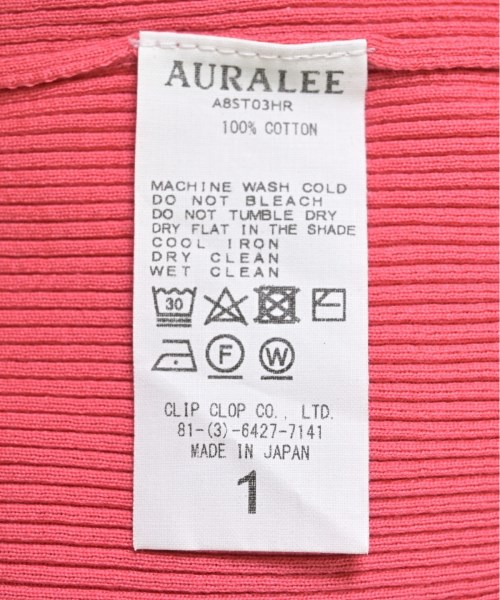 AURALEE
A8ST03HR
100% COTTON
MACHINE WASH COLD
DO NOT BLEACH
DO NOT TUMBLE DRY
DRY FLAT IN THE SHADE
COOL IRON
DRY CLEAN
WET CLEAN
30
F W
CLIP CLOP CO., LTD.
81-(3)-6427-7141
MADE IN JAPAN
1